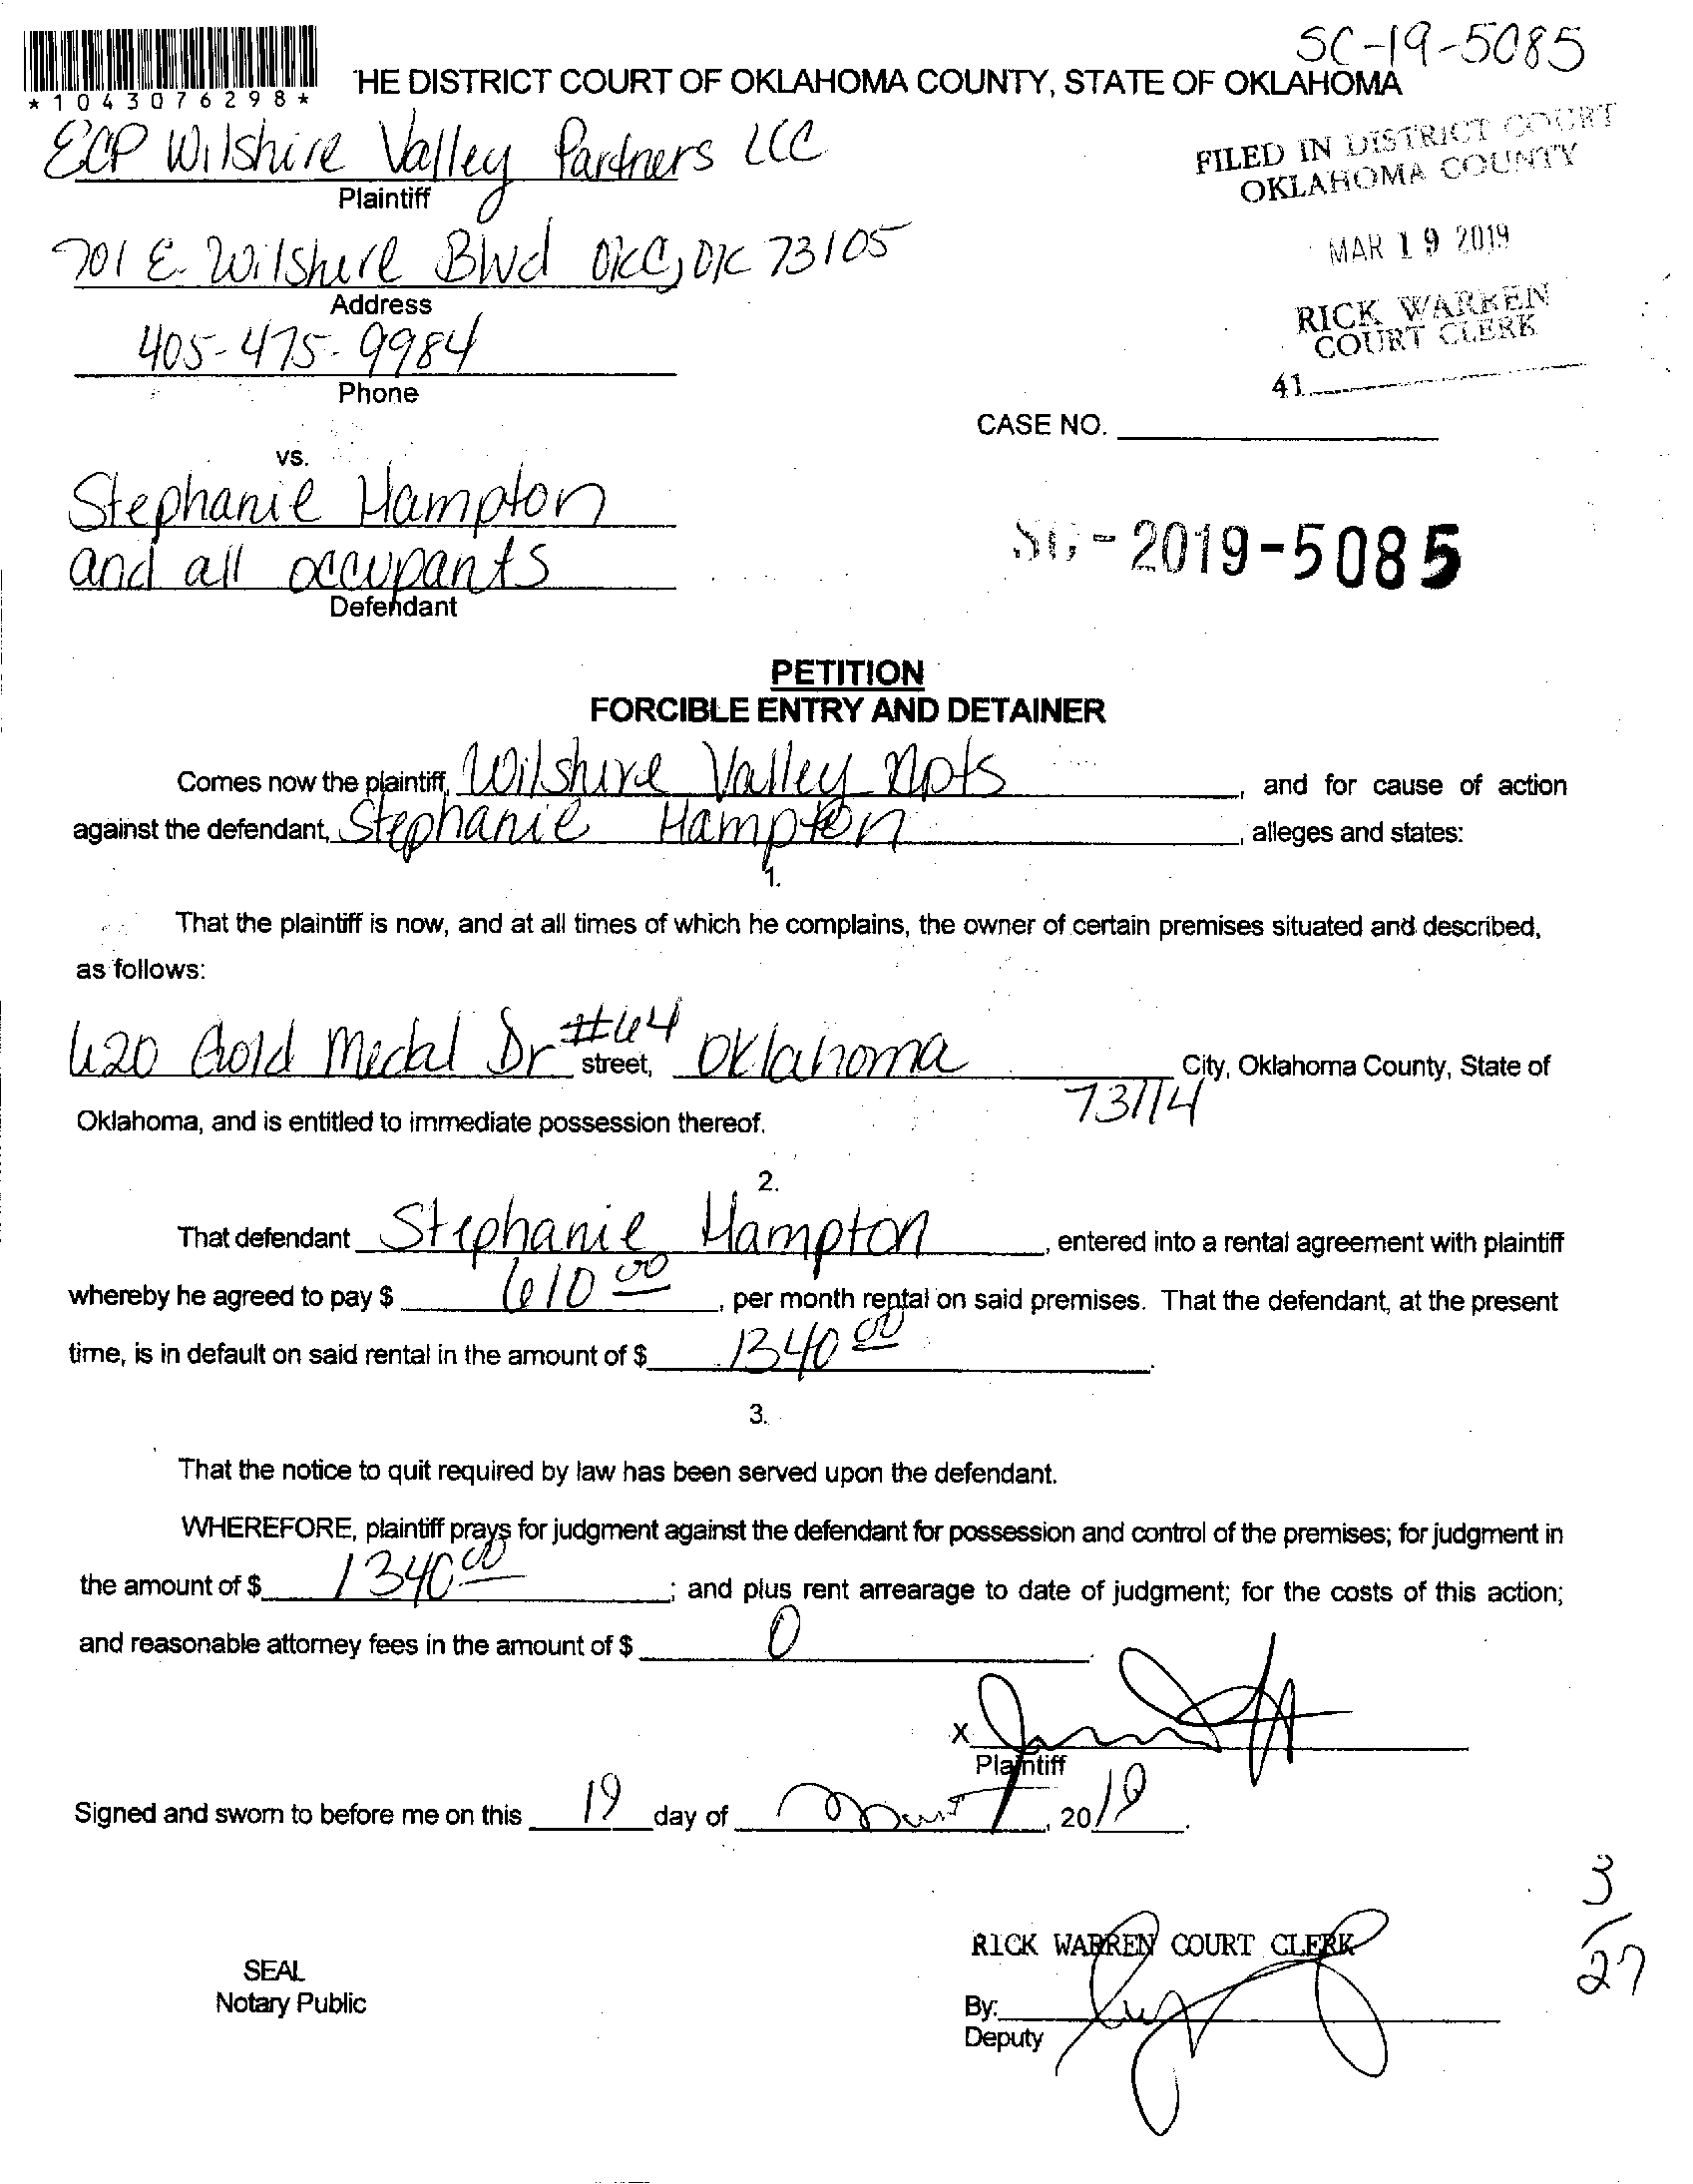 SC-19-5085
*1043076298*
HE DISTRICT COURT OF OKLAHOMA COUNTY, STATE OF OKLAHOMA
ECP Wilshire Valley Partners LLC
Plaintiff
FILED IN DISTRICT COURT
OKLAHOMA COUNTY
701 E. Wilshire Blvd OKC, OK 73105
Address
MAR 19 2019
405-475-9984
Phone
RICK WARREN
COURT CLERK
41
CASE NO.
vs.
Stephanie Hampton
and all occupants
Defendant
SC-2019-5085
PETITION
FORCIBLE ENTRY AND DETAINER
Comes now the plaintiff, Wilshire Valley Apts, and for cause of action
against the defendant, Stephanie Hampton, alleges and states:
1.
That the plaintiff is now, and at all times of which he complains, the owner of certain premises situated and described,
as follows:
620 Gold Medal Dr #64 street, Oklahoma City, Oklahoma County, State of
73114
Oklahoma, and is entitled to immediate possession thereof.
2.
That defendant Stephanie Hampton, entered into a rental agreement with plaintiff
whereby he agreed to pay $ 610 00, per month rental on said premises. That the defendant, at the present
time, is in default on said rental in the amount of $ 1340 00.
3.
That the notice to quit required by law has been served upon the defendant.
WHEREFORE, plaintiff prays for judgment against the defendant for possession and control of the premises; for judgment in
the amount of $ 1340 00; and plus rent arrearage to date of judgment; for the costs of this action;
and reasonable attorney fees in the amount of $ 0.
X
Plaintiff
Signed and sworn to before me on this 19 day of , 2019.
3/27
RICK WARREN COURT CLERK
SEAL
Notary Public
By:
Deputy